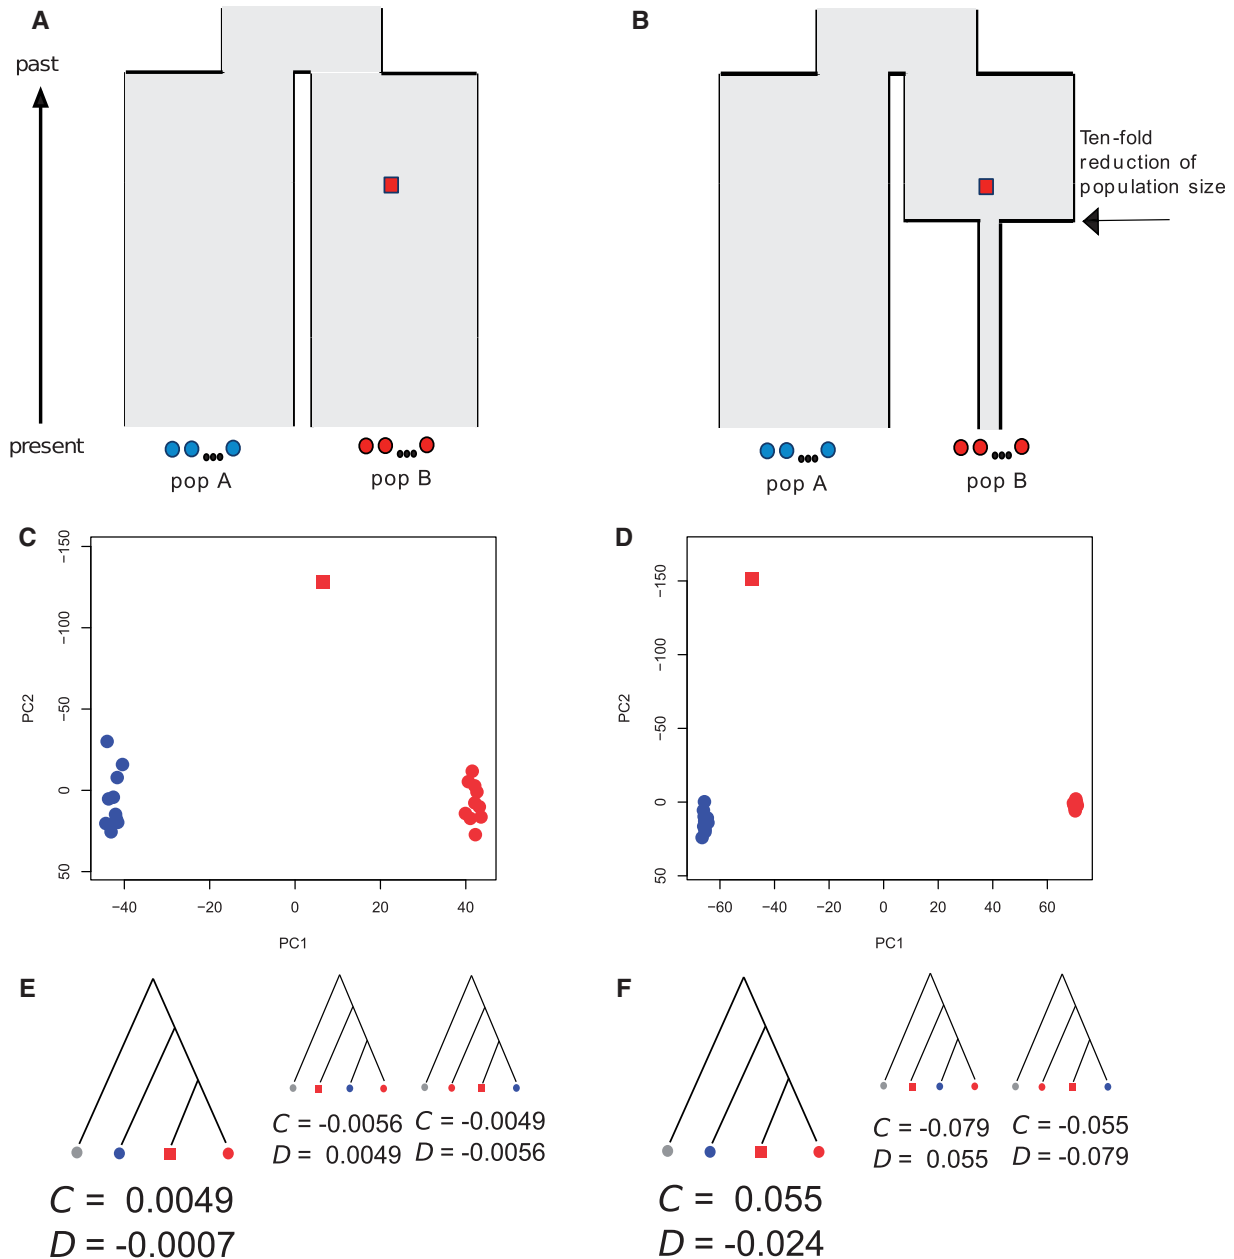 A
B
past
Ten-fold
reduction of
population size
present
pop A
pop B
pop A
pop B
C
−150
−100
−50
0
50
PC2
−40
−20
0
20
40
PC1
D
−150
−100
−50
0
50
PC2
−60
−40
−20
0
20
40
60
PC1
E
C = 0.0049
D = -0.0007
C = -0.0056
D = 0.0049
C = -0.0049
D = -0.0056
F
C = 0.055
D = -0.024
C = -0.079
D = 0.055
C = -0.055
D = -0.079